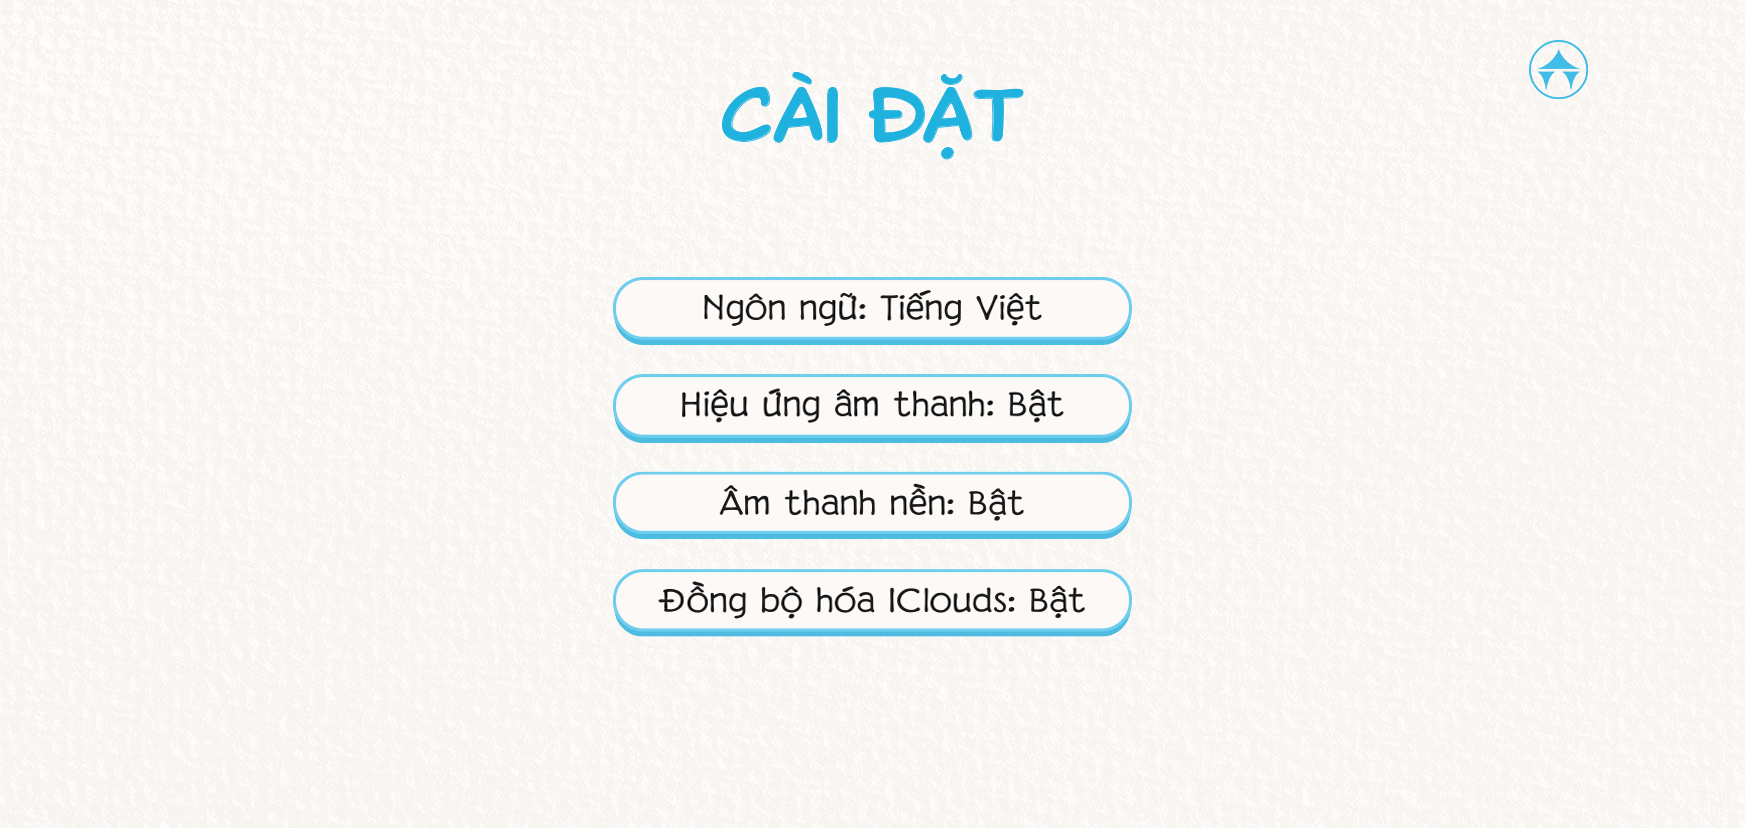 CÀI ĐẶT
Ngôn ngữ: Tiếng Việt
Hiệu ứng âm thanh: Bật
Âm thanh nền: Bật
Đồng bộ hóa IClouds: Bật